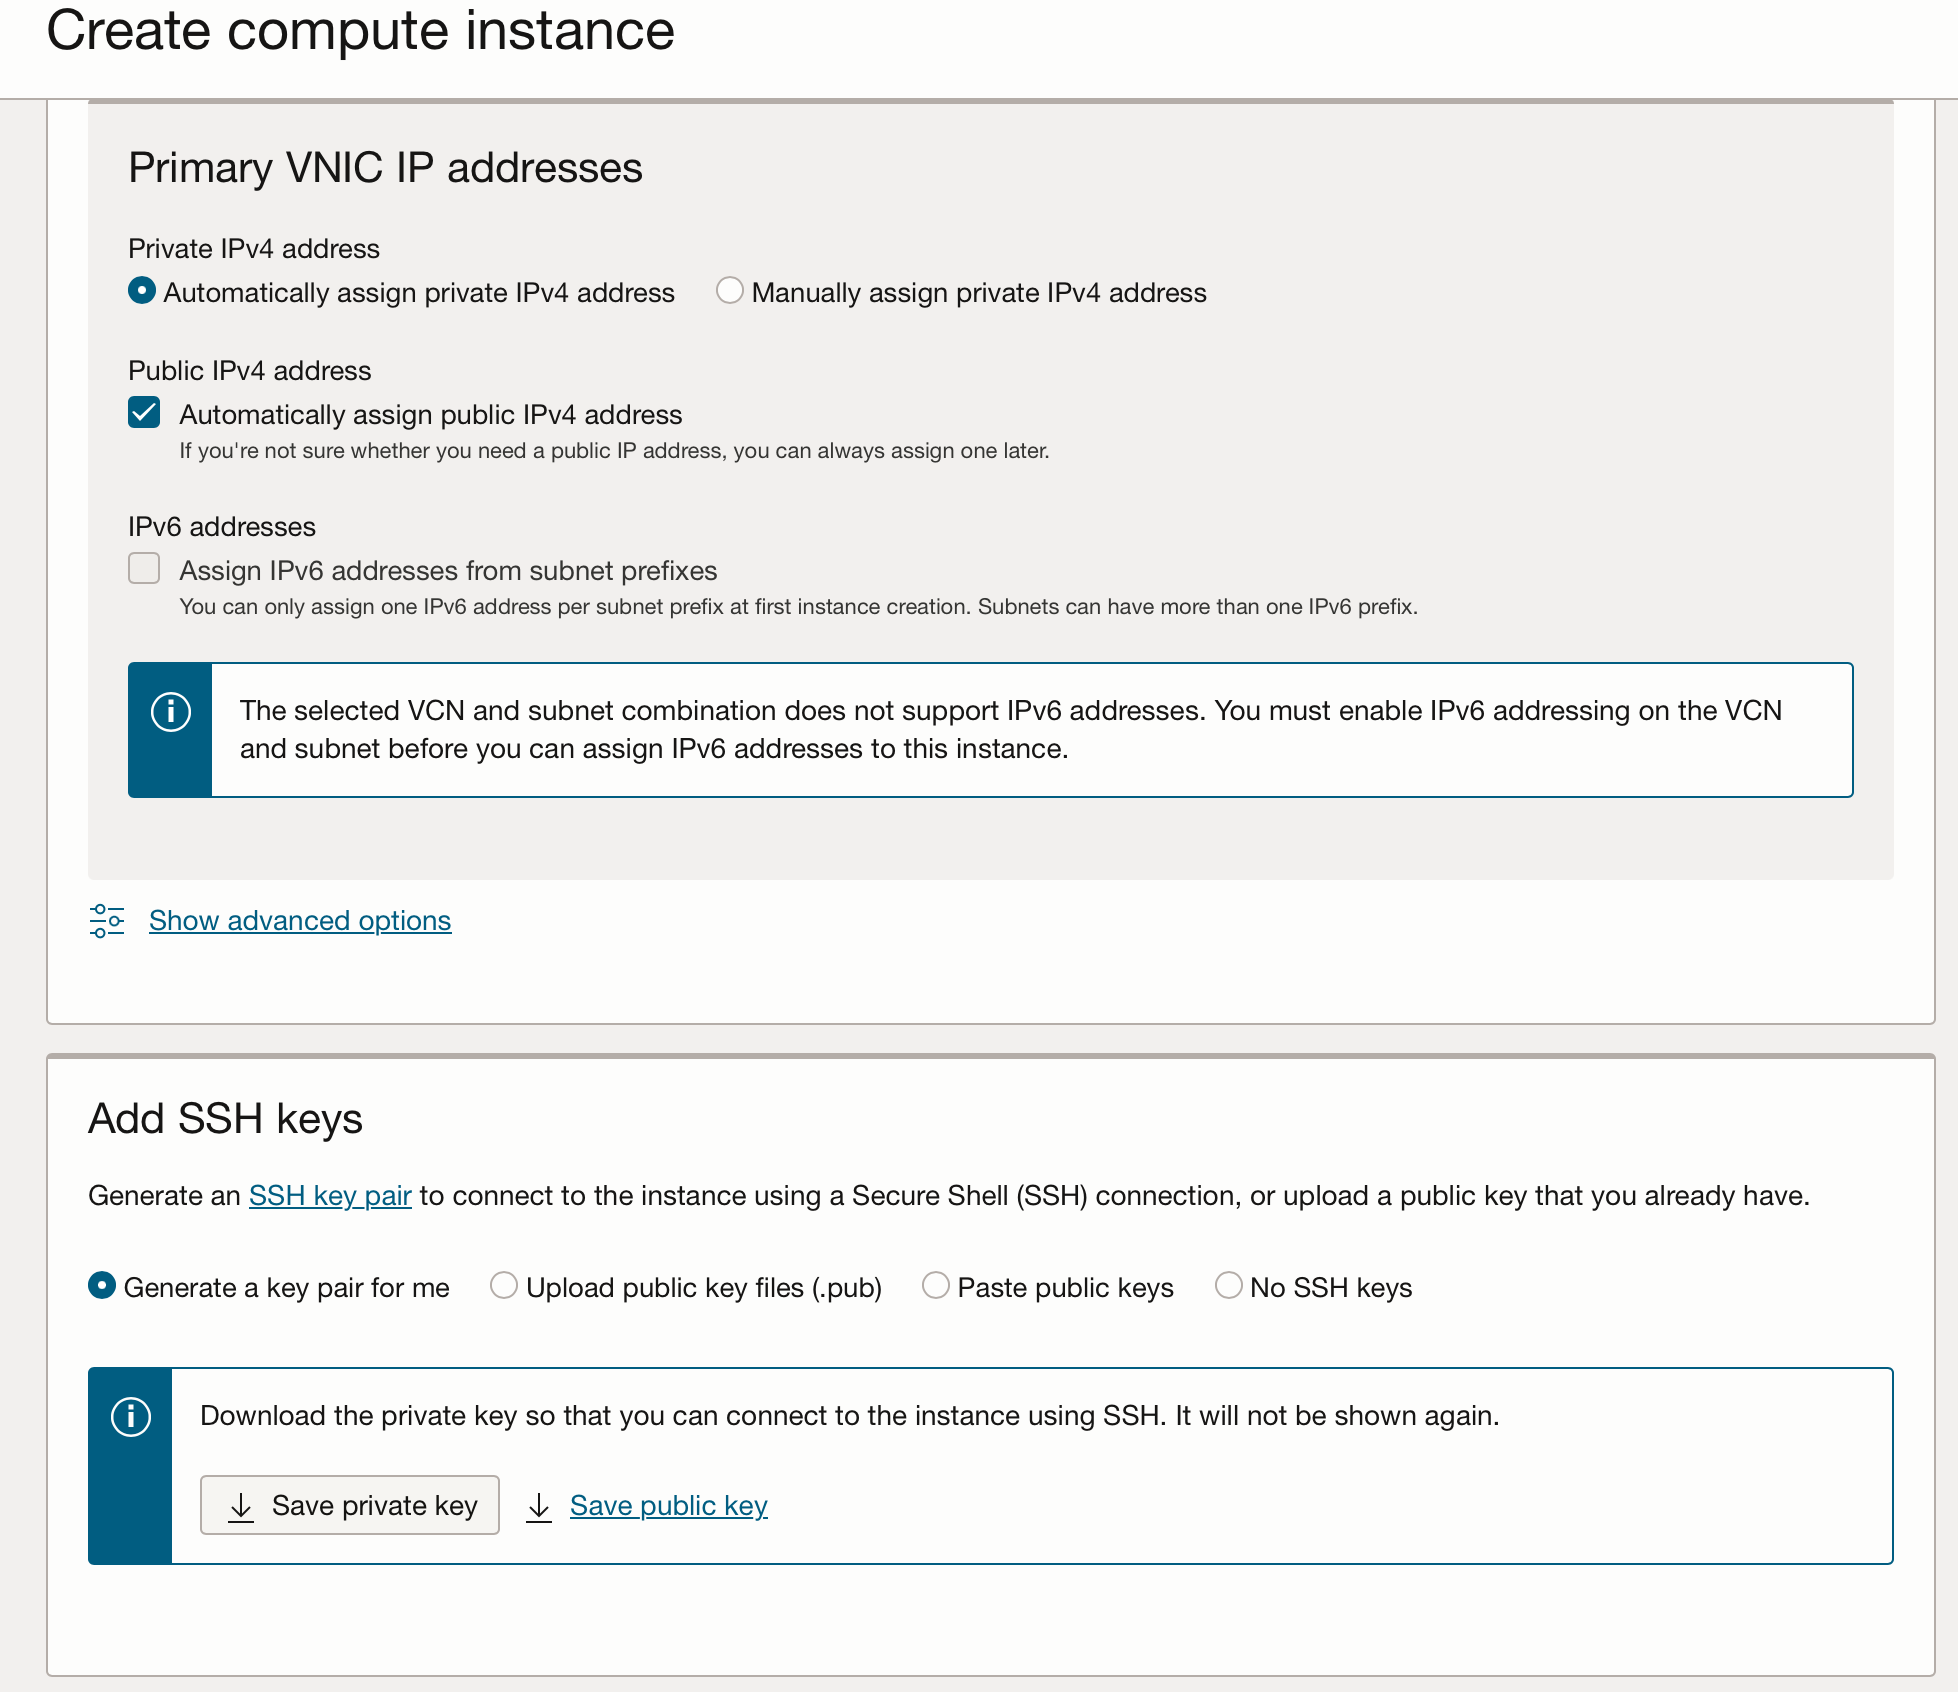 Create compute instance
Primary VNIC IP addresses
Private IPv4 address
Automatically assign private IPv4 address
Manually assign private IPv4 address
Public IPv4 address
Automatically assign public IPv4 address
If you're not sure whether you need a public IP address, you can always assign one later.
IPv6 addresses
Assign IPv6 addresses from subnet prefixes
You can only assign one IPv6 address per subnet prefix at first instance creation. Subnets can have more than one IPv6 prefix.
The selected VCN and subnet combination does not support IPv6 addresses. You must enable IPv6 addressing on the VCN
and subnet before you can assign IPv6 addresses to this instance.
Show advanced options
Add SSH keys
Generate an SSH key pair to connect to the instance using a Secure Shell (SSH) connection, or upload a public key that you already have.
Generate a key pair for me
Upload public key files (.pub)
Paste public keys
No SSH keys
Download the private key so that you can connect to the instance using SSH. It will not be shown again.
Save private key
Save public key